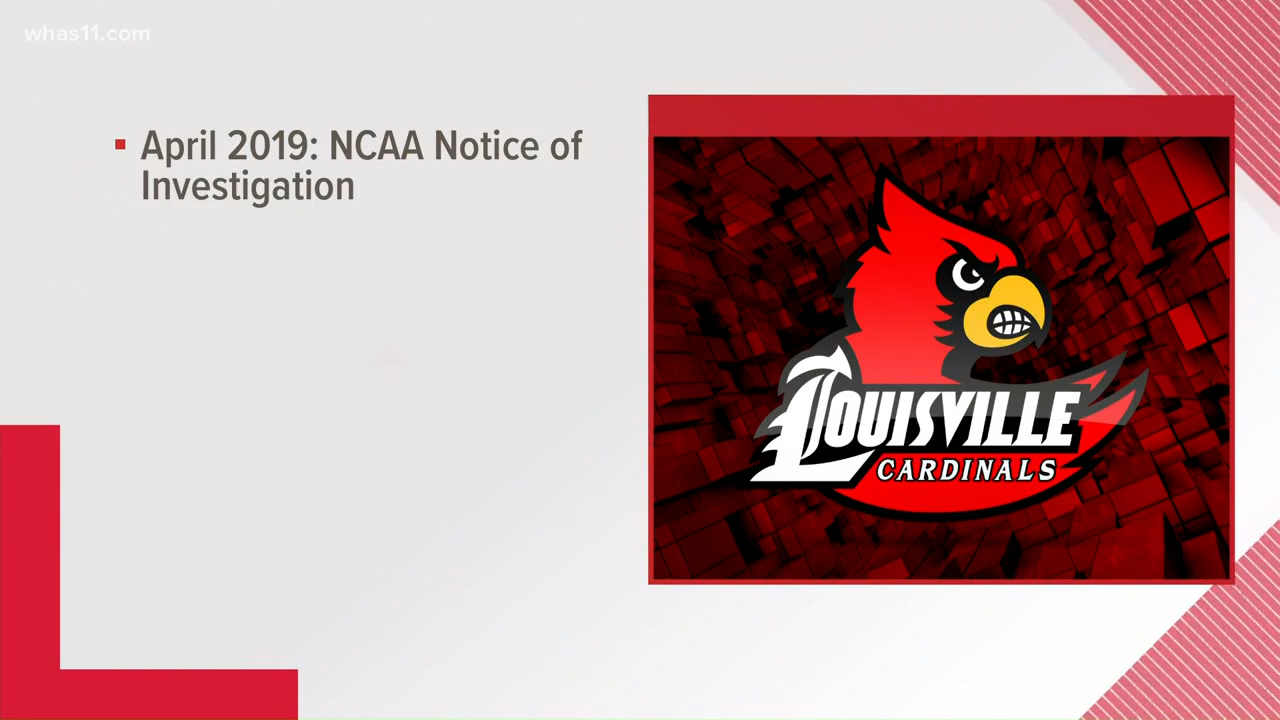 whas11.com
April 2019: NCAA Notice of
Investigation
LOUISVILLE
CARDINALS